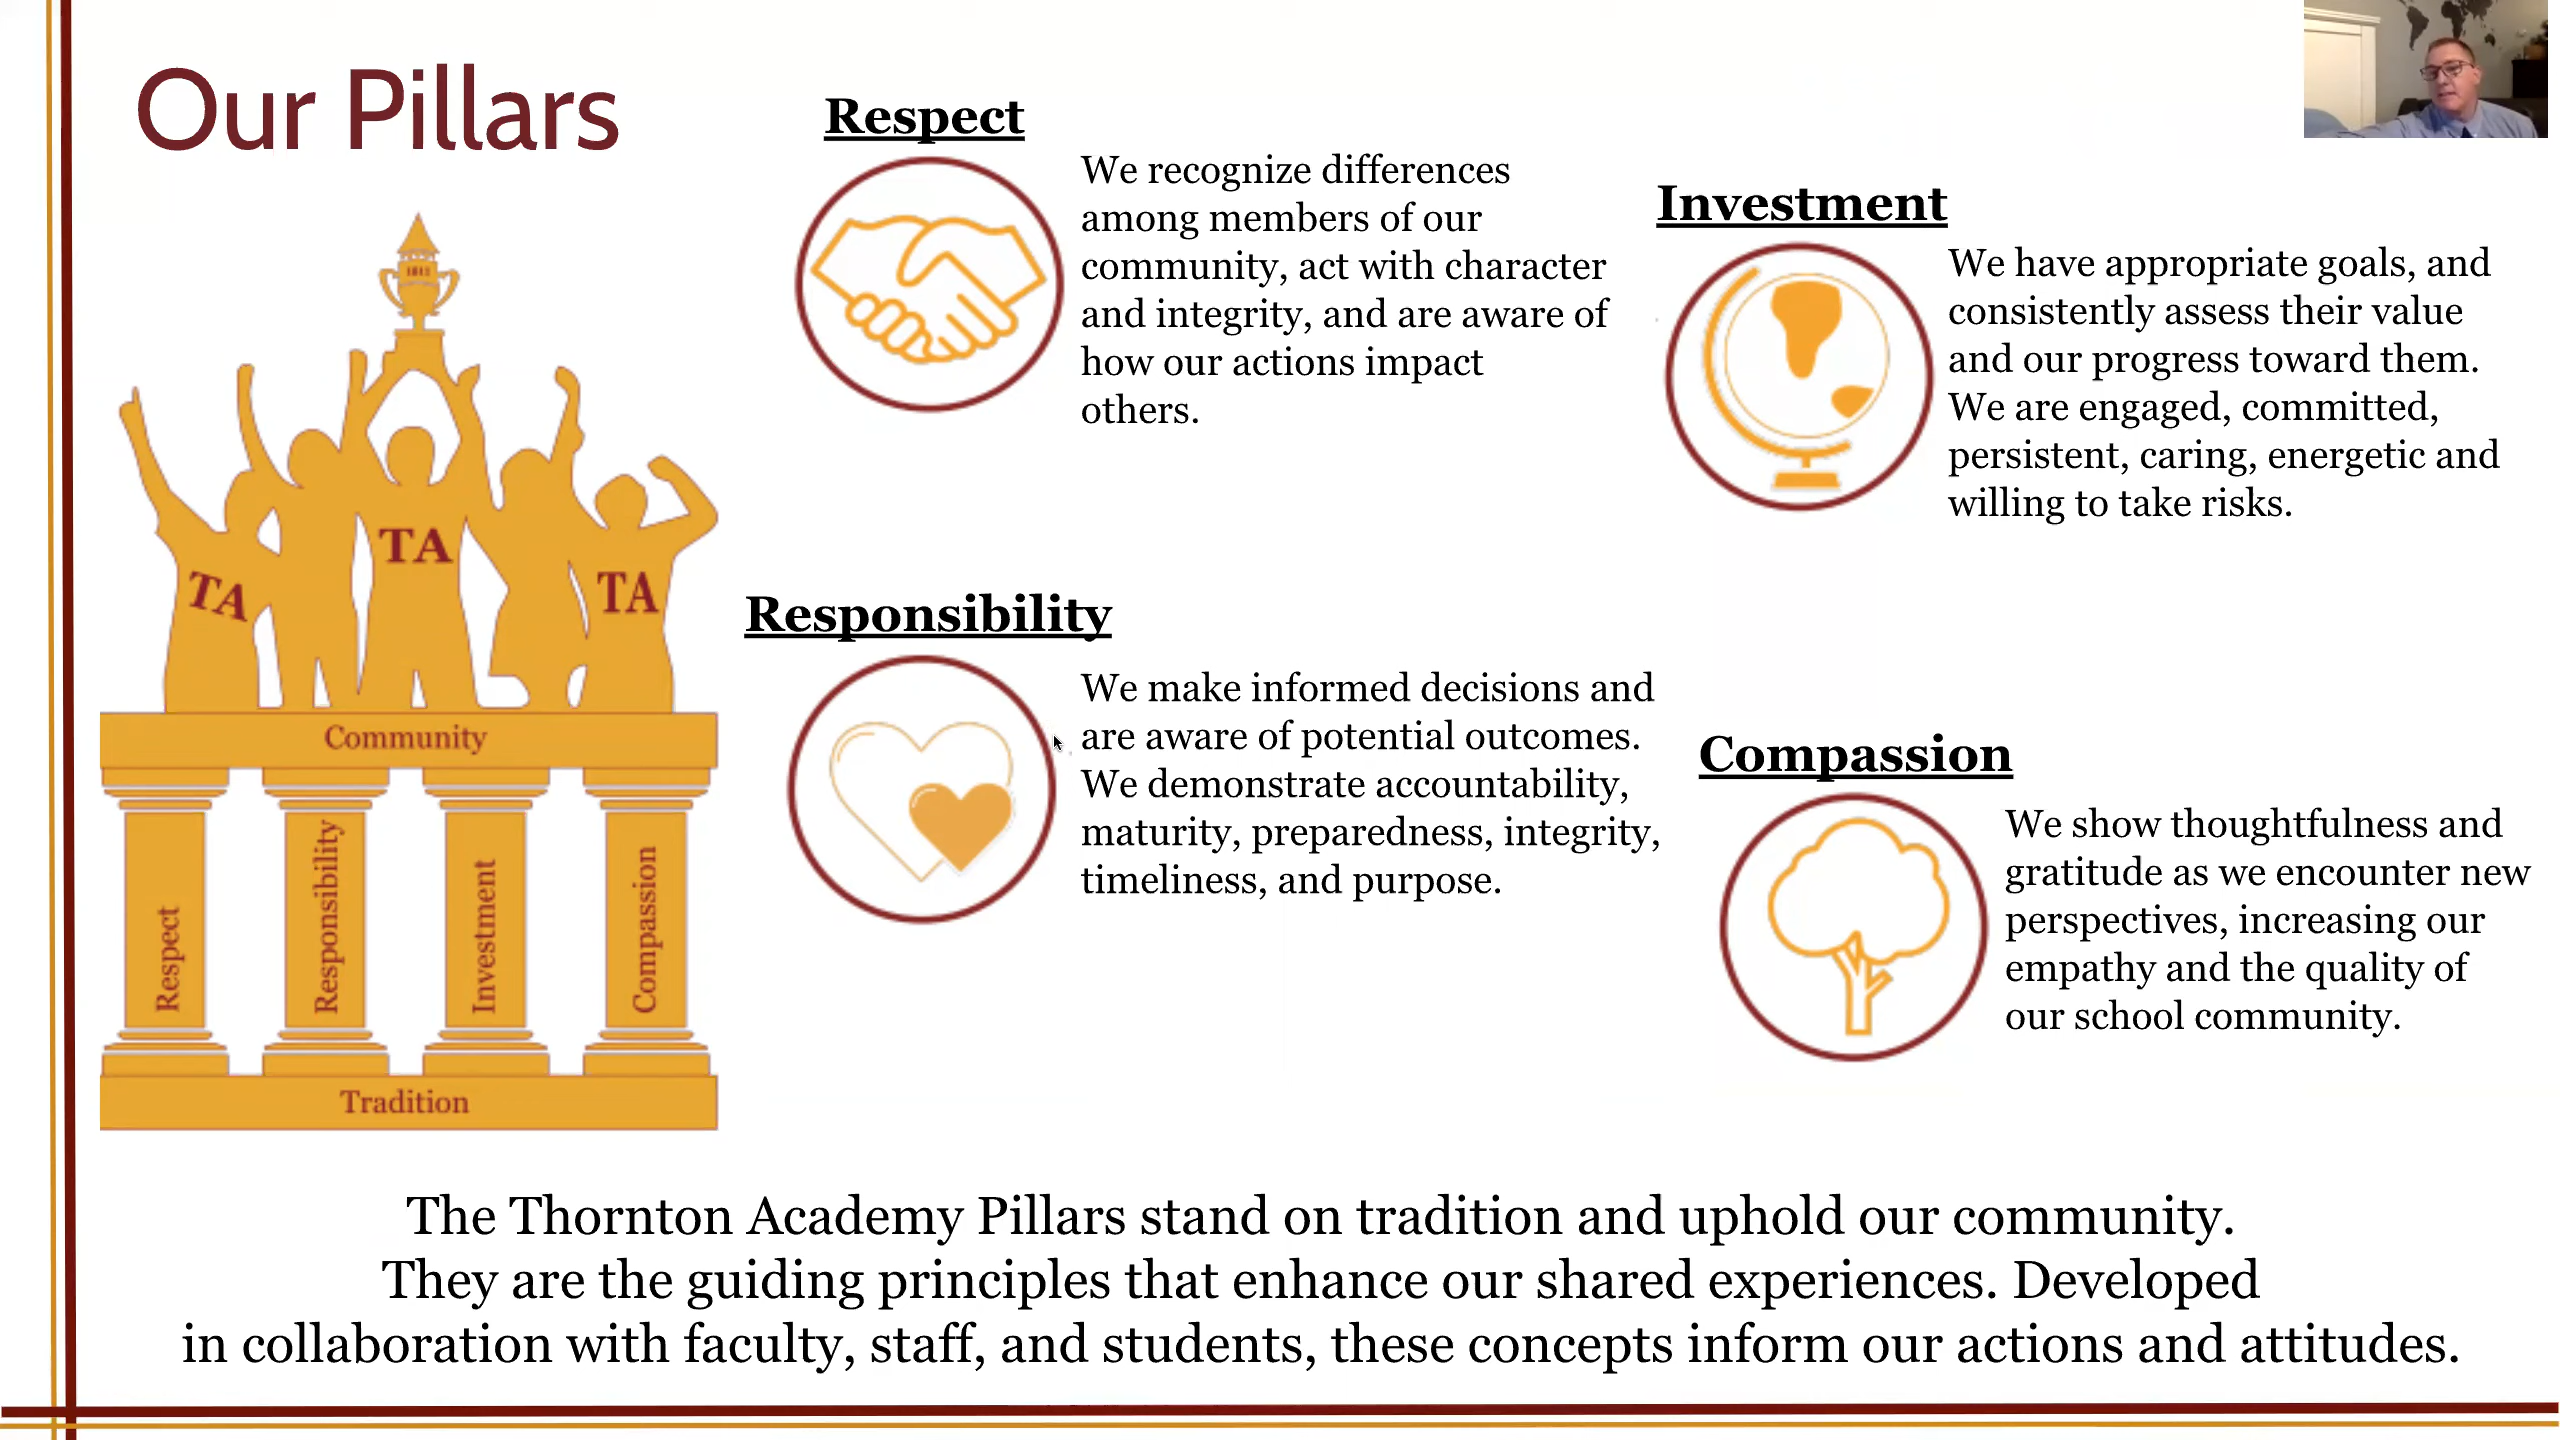 Our Pillars
1811
TA
TA
TA
Community
Respect
Responsibility
Investment
Compassion
Tradition
Respect
We recognize differences
among members of our
community, act with character
and integrity, and are aware of
how our actions impact
others.
Investment
We have appropriate goals, and
consistently assess their value
and our progress toward them.
We are engaged, committed,
persistent, caring, energetic and
willing to take risks.
Responsibility
We make informed decisions and
are aware of potential outcomes.
We demonstrate accountability,
maturity, preparedness, integrity,
timeliness, and purpose.
Compassion
We show thoughtfulness and
gratitude as we encounter new
perspectives, increasing our
empathy and the quality of
our school community.
The Thornton Academy Pillars stand on tradition and uphold our community.
They are the guiding principles that enhance our shared experiences. Developed
in collaboration with faculty, staff, and students, these concepts inform our actions and attitudes.